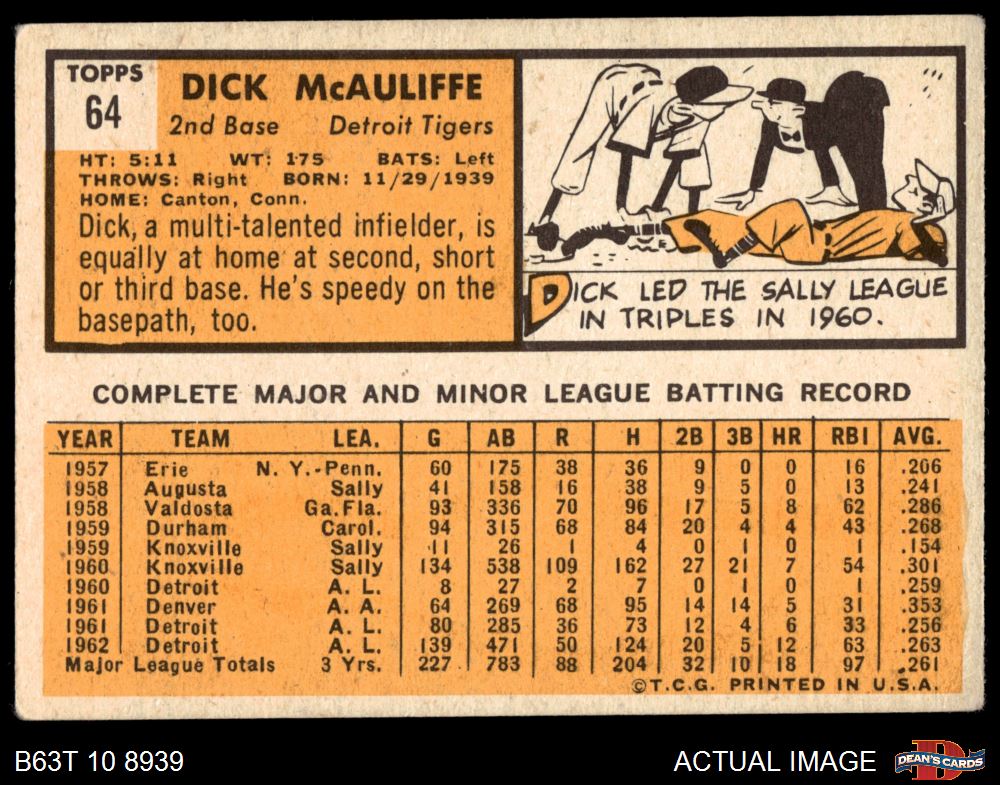 TOPPS
64
DICK McAULIFFE
2nd Base Detroit Tigers
HT: 5:11 WT: 175 BATS: Left
THROWS: Right BORN: 11/29/1939
HOME: Canton, Conn.
Dick, a multi-talented infielder, is
equally at home at second, short
or third base. He's speedy on the
basepath, too.
DICK LED THE SALLY LEAGUE
IN TRIPLES IN 1960.
COMPLETE MAJOR AND MINOR LEAGUE BATTING RECORD
YEAR TEAM LEA. G AB R H 2B 3B HR RBI AVG.
1957 Erie N. Y.-Penn. 60 175 38 36 9 0 0 16 .206
1958 Augusta Sally 41 158 16 38 9 5 0 13 .241
1958 Valdosta Ga. Fla. 93 336 70 96 17 5 8 62 .286
1959 Durham Carol. 94 315 68 84 20 4 4 43 .268
1959 Knoxville Sally 11 26 1 4 0 1 0 1 .154
1960 Knoxville Sally 134 538 109 162 27 21 7 54 .301
1960 Detroit A. L. 8 27 2 7 0 1 0 1 .259
1961 Denver A. A. 64 269 68 95 14 14 5 31 .353
1961 Detroit A. L. 80 285 36 73 12 4 6 33 .256
1962 Detroit A. L. 139 471 50 124 20 5 12 63 .263
Major League Totals 3 Yrs. 227 783 88 204 32 10 18 97 .261
©T.C.G. PRINTED IN U.S.A.
B63T 10 8939
ACTUAL IMAGE
DEAN'S CARDS